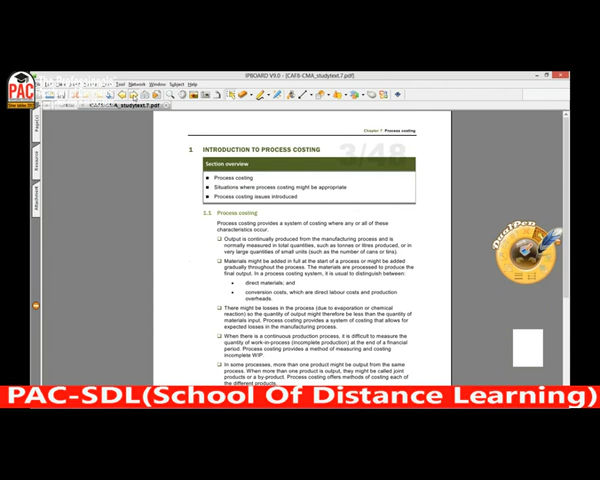 The Professionals
PAC
IPBOARD V9.0 - [CAF8-CMA_studytext.7.pdf]
Tool Network Window Subject Help
CAF8-CMA_studytext.7.pdf
Page(s)
Resource
Attachment
Chapter 7: Process costing
3/48
1 INTRODUCTION TO PROCESS COSTING
Section overview
■ Process costing
■ Situations where process costing might be appropriate
■ Process costing issues introduced
1.1 Process costing
Process costing provides a system of costing where any or all of these
characteristics occur.
❑ Output is continually produced from the manufacturing process and is
normally measured in total quantities, such as tonnes or litres produced, or in
very large quantities of small units (such as the number of cans or tins).
❑ Materials might be added in full at the start of a process or might be added
gradually throughout the process. The materials are processed to produce the
final output. In a process costing system, it is usual to distinguish between:
• direct materials; and
• conversion costs, which are direct labour costs and production
overheads.
❑ There might be losses in the process (due to evaporation or chemical
reaction) so the quantity of output might therefore be less than the quantity of
materials input. Process costing provides a system of costing that allows for
expected losses in the manufacturing process.
❑ When there is a continuous production process, it is difficult to measure the
quantity of work-in-process (incomplete production) at the end of a financial
period. Process costing provides a method of measuring and costing
incomplete WIP.
❑ In some processes, more than one product might be output from the same
process. When more than one product is output, they might be called joint
products or a by-product. Process costing offers methods of costing each of
the different products.
DualPen
PAC-SDL(School Of Distance Learning)